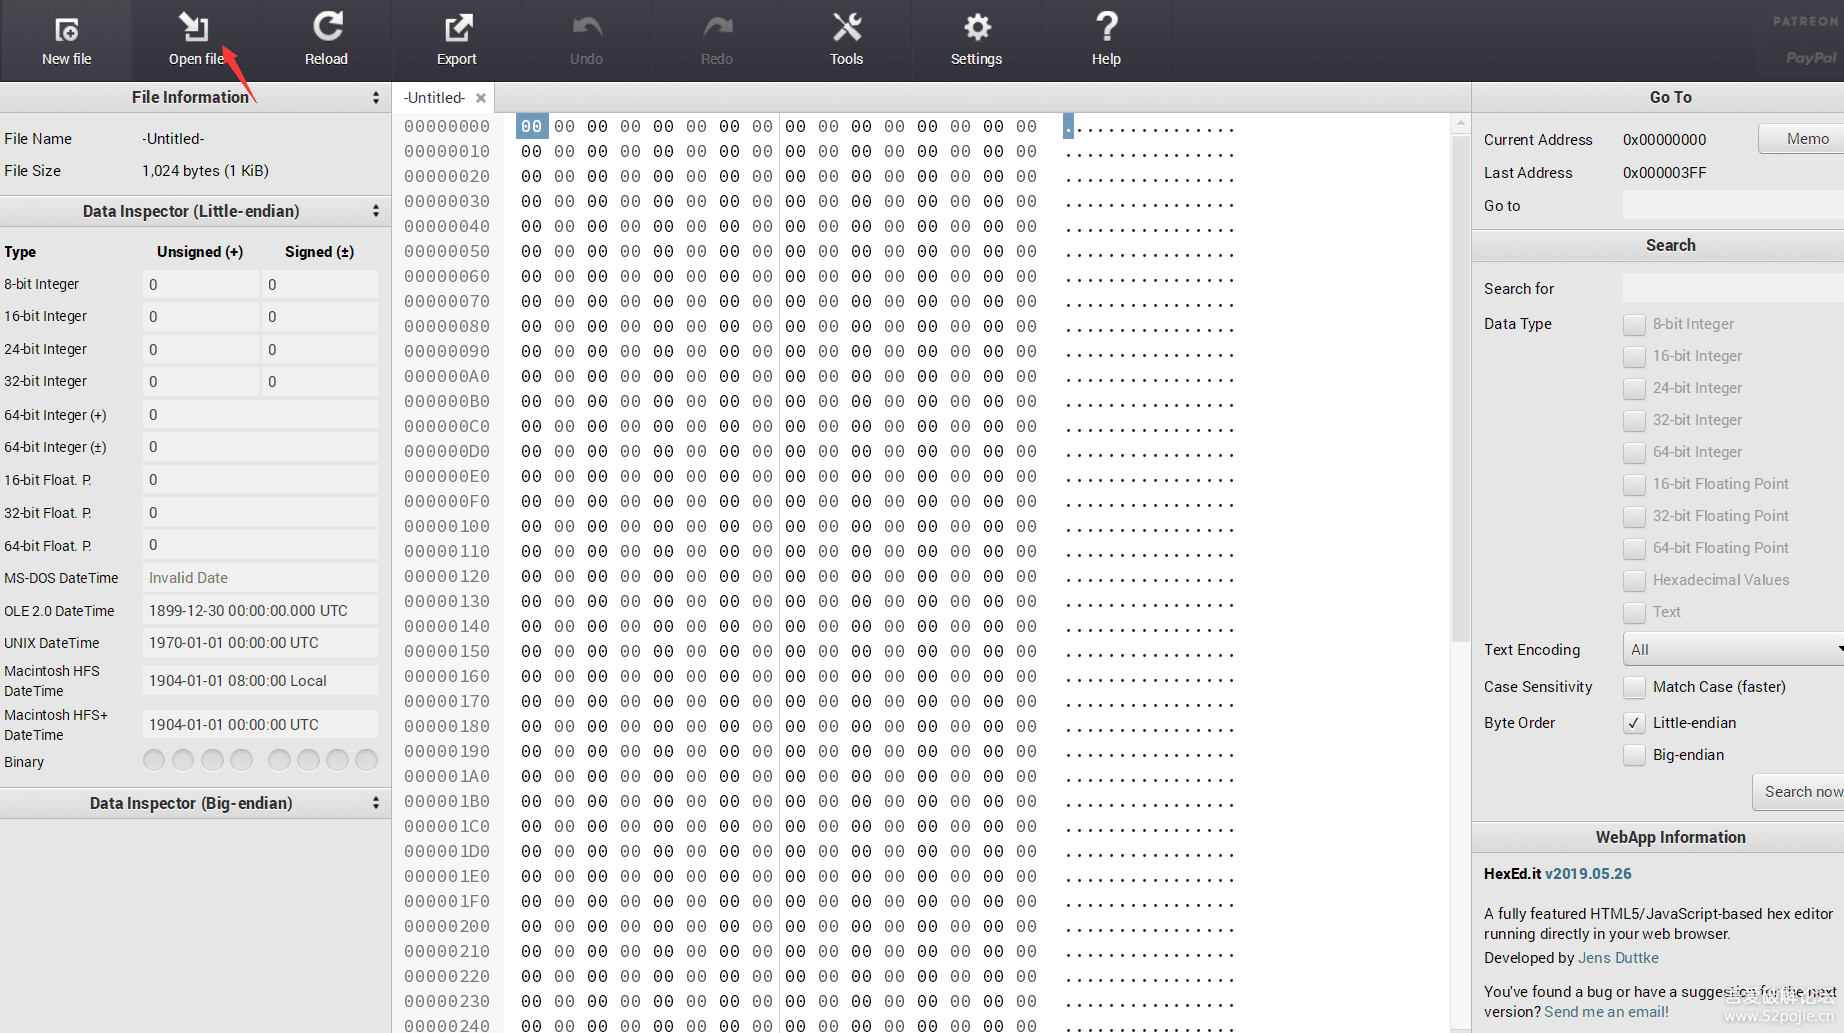 New file
Open file
Reload
Export
Undo
Redo
Tools
Settings
Help
PATREON
PayPal
File Information
File Name -Untitled-
File Size 1,024 bytes (1 KiB)
Data Inspector (Little-endian)
Type Unsigned (+) Signed (±)
8-bit Integer 0 0
16-bit Integer 0 0
24-bit Integer 0 0
32-bit Integer 0 0
64-bit Integer (+) 0
64-bit Integer (±) 0
16-bit Float. P. 0
32-bit Float. P. 0
64-bit Float. P. 0
MS-DOS DateTime Invalid Date
OLE 2.0 DateTime 1899-12-30 00:00:00.000 UTC
UNIX DateTime 1970-01-01 00:00:00 UTC
Macintosh HFS
DateTime 1904-01-01 08:00:00 Local
Macintosh HFS+
DateTime 1904-01-01 00:00:00 UTC
Binary
Data Inspector (Big-endian)
-Untitled- ×
00000000 00 00 00 00 00 00 00 00 00 00 00 00 00 00 00 00 ................
00000010 00 00 00 00 00 00 00 00 00 00 00 00 00 00 00 00 ................
00000020 00 00 00 00 00 00 00 00 00 00 00 00 00 00 00 00 ................
00000030 00 00 00 00 00 00 00 00 00 00 00 00 00 00 00 00 ................
00000040 00 00 00 00 00 00 00 00 00 00 00 00 00 00 00 00 ................
00000050 00 00 00 00 00 00 00 00 00 00 00 00 00 00 00 00 ................
00000060 00 00 00 00 00 00 00 00 00 00 00 00 00 00 00 00 ................
00000070 00 00 00 00 00 00 00 00 00 00 00 00 00 00 00 00 ................
00000080 00 00 00 00 00 00 00 00 00 00 00 00 00 00 00 00 ................
00000090 00 00 00 00 00 00 00 00 00 00 00 00 00 00 00 00 ................
000000A0 00 00 00 00 00 00 00 00 00 00 00 00 00 00 00 00 ................
000000B0 00 00 00 00 00 00 00 00 00 00 00 00 00 00 00 00 ................
000000C0 00 00 00 00 00 00 00 00 00 00 00 00 00 00 00 00 ................
000000D0 00 00 00 00 00 00 00 00 00 00 00 00 00 00 00 00 ................
000000E0 00 00 00 00 00 00 00 00 00 00 00 00 00 00 00 00 ................
000000F0 00 00 00 00 00 00 00 00 00 00 00 00 00 00 00 00 ................
00000100 00 00 00 00 00 00 00 00 00 00 00 00 00 00 00 00 ................
00000110 00 00 00 00 00 00 00 00 00 00 00 00 00 00 00 00 ................
00000120 00 00 00 00 00 00 00 00 00 00 00 00 00 00 00 00 ................
00000130 00 00 00 00 00 00 00 00 00 00 00 00 00 00 00 00 ................
00000140 00 00 00 00 00 00 00 00 00 00 00 00 00 00 00 00 ................
00000150 00 00 00 00 00 00 00 00 00 00 00 00 00 00 00 00 ................
00000160 00 00 00 00 00 00 00 00 00 00 00 00 00 00 00 00 ................
00000170 00 00 00 00 00 00 00 00 00 00 00 00 00 00 00 00 ................
00000180 00 00 00 00 00 00 00 00 00 00 00 00 00 00 00 00 ................
00000190 00 00 00 00 00 00 00 00 00 00 00 00 00 00 00 00 ................
000001A0 00 00 00 00 00 00 00 00 00 00 00 00 00 00 00 00 ................
000001B0 00 00 00 00 00 00 00 00 00 00 00 00 00 00 00 00 ................
000001C0 00 00 00 00 00 00 00 00 00 00 00 00 00 00 00 00 ................
000001D0 00 00 00 00 00 00 00 00 00 00 00 00 00 00 00 00 ................
000001E0 00 00 00 00 00 00 00 00 00 00 00 00 00 00 00 00 ................
000001F0 00 00 00 00 00 00 00 00 00 00 00 00 00 00 00 00 ................
00000200 00 00 00 00 00 00 00 00 00 00 00 00 00 00 00 00 ................
00000210 00 00 00 00 00 00 00 00 00 00 00 00 00 00 00 00 ................
00000220 00 00 00 00 00 00 00 00 00 00 00 00 00 00 00 00 ................
00000230 00 00 00 00 00 00 00 00 00 00 00 00 00 00 00 00 ................
00000240 00 00 00 00 00 00 00 00 00 00 00 00 00 00 00 00 ................
Go To
Current Address 0x00000000 Memo
Last Address 0x000003FF
Go to
Search
Search for
Data Type 8-bit Integer
16-bit Integer
24-bit Integer
32-bit Integer
64-bit Integer
16-bit Floating Point
32-bit Floating Point
64-bit Floating Point
Hexadecimal Values
Text
Text Encoding All
Case Sensitivity Match Case (faster)
Byte Order Little-endian
Big-endian
Search now
WebApp Information
HexEd.it v2019.05.26
A fully featured HTML5/JavaScript-based hex editor
running directly in your web browser.
Developed by Jens Duttke
You've found a bug or have a suggestion for the next
version? Send me an email!
吾爱破解论坛
www.52pojie.cn